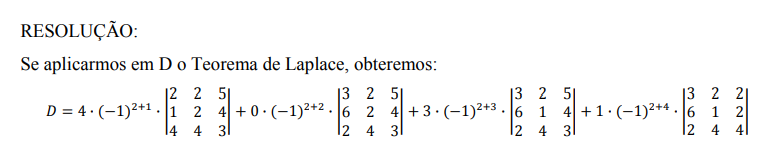 RESOLUÇÃO:
Se aplicarmos em D o Teorema de Laplace, obteremos:
D = 4 · (−1)²⁺¹ · |2 2 5| + 0 · (−1)²⁺² · |3 2 5| + 3 · (−1)²⁺³ · |3 2 5| + 1 · (−1)²⁺⁴ · |3 2 2|
|1 2 4| |6 2 4| |6 1 4| |6 1 2|
|4 4 3| |2 4 3| |2 4 3| |2 4 4|